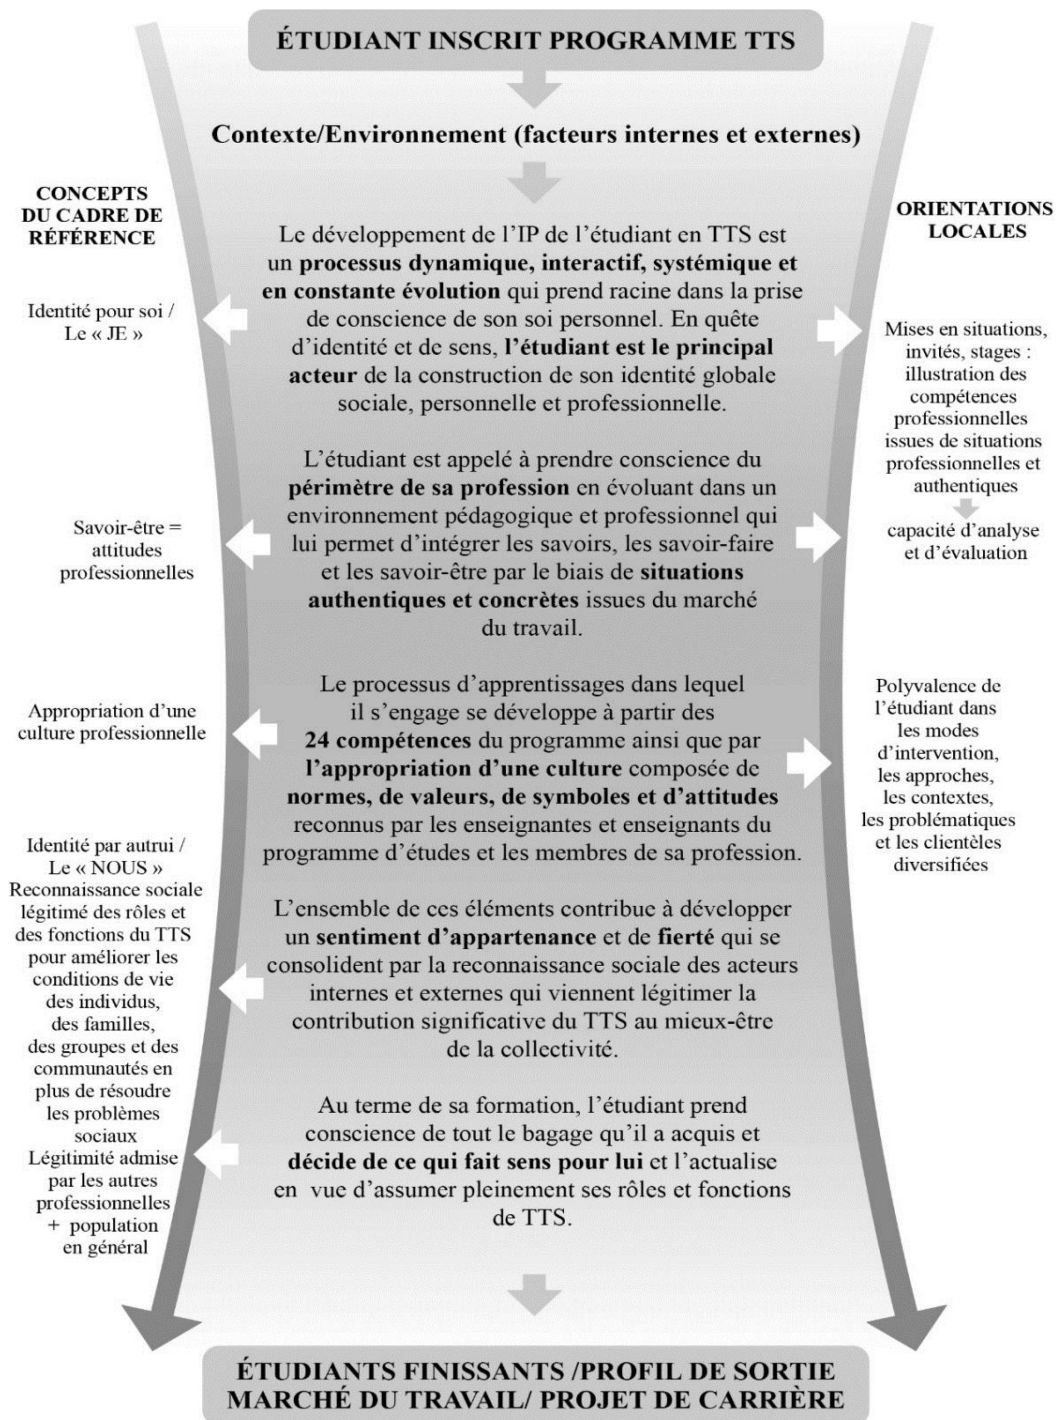 ÉTUDIANT INSCRIT PROGRAMME TTS
Contexte/Environnement (facteurs internes et externes)
CONCEPTS
DU CADRE DE
RÉFÉRENCE
Identité pour soi /
Le « JE »
Savoir-être =
attitudes
professionnelles
Appropriation d’une
culture professionnelle
Identité par autrui /
Le « NOUS »
Reconnaissance sociale
légitimé des rôles et
des fonctions du TTS
pour améliorer les
conditions de vie
des individus,
des familles,
des groupes et des
communautés en
plus de résoudre
les problèmes
sociaux
Légitimité admise
par les autres
professionnelles
+ population
en général
Le développement de l’IP de l’étudiant en TTS est
un processus dynamique, interactif, systémique et
en constante évolution qui prend racine dans la prise
de conscience de son soi personnel. En quête
d’identité et de sens, l’étudiant est le principal
acteur de la construction de son identité globale
sociale, personnelle et professionnelle.
L’étudiant est appelé à prendre conscience du
périmètre de sa profession en évoluant dans un
environnement pédagogique et professionnel qui
lui permet d’intégrer les savoirs, les savoir-faire
et les savoir-être par le biais de situations
authentiques et concrètes issues du marché
du travail.
Le processus d’apprentissages dans lequel
il s’engage se développe à partir des
24 compétences du programme ainsi que par
l’appropriation d’une culture composée de
normes, de valeurs, de symboles et d’attitudes
reconnus par les enseignantes et enseignants du
programme d’études et les membres de sa profession.
L’ensemble de ces éléments contribue à développer
un sentiment d’appartenance et de fierté qui se
consolident par la reconnaissance sociale des acteurs
internes et externes qui viennent légitimer la
contribution significative du TTS au mieux-être
de la collectivité.
Au terme de sa formation, l’étudiant prend
conscience de tout le bagage qu’il a acquis et
décide de ce qui fait sens pour lui et l’actualise
en vue d’assumer pleinement ses rôles et fonctions
de TTS.
ORIENTATIONS
LOCALES
Mises en situations,
invités, stages :
illustration des
compétences
professionnelles
issues de situations
professionnelles et
authentiques
capacité d’analyse
et d’évaluation
Polyvalence de
l’étudiant dans
les modes
d’intervention,
les approches,
les contextes,
les problématiques
et les clientèles
diversifiées
ÉTUDIANTS FINISSANTS /PROFIL DE SORTIE
MARCHÉ DU TRAVAIL/ PROJET DE CARRIÈRE